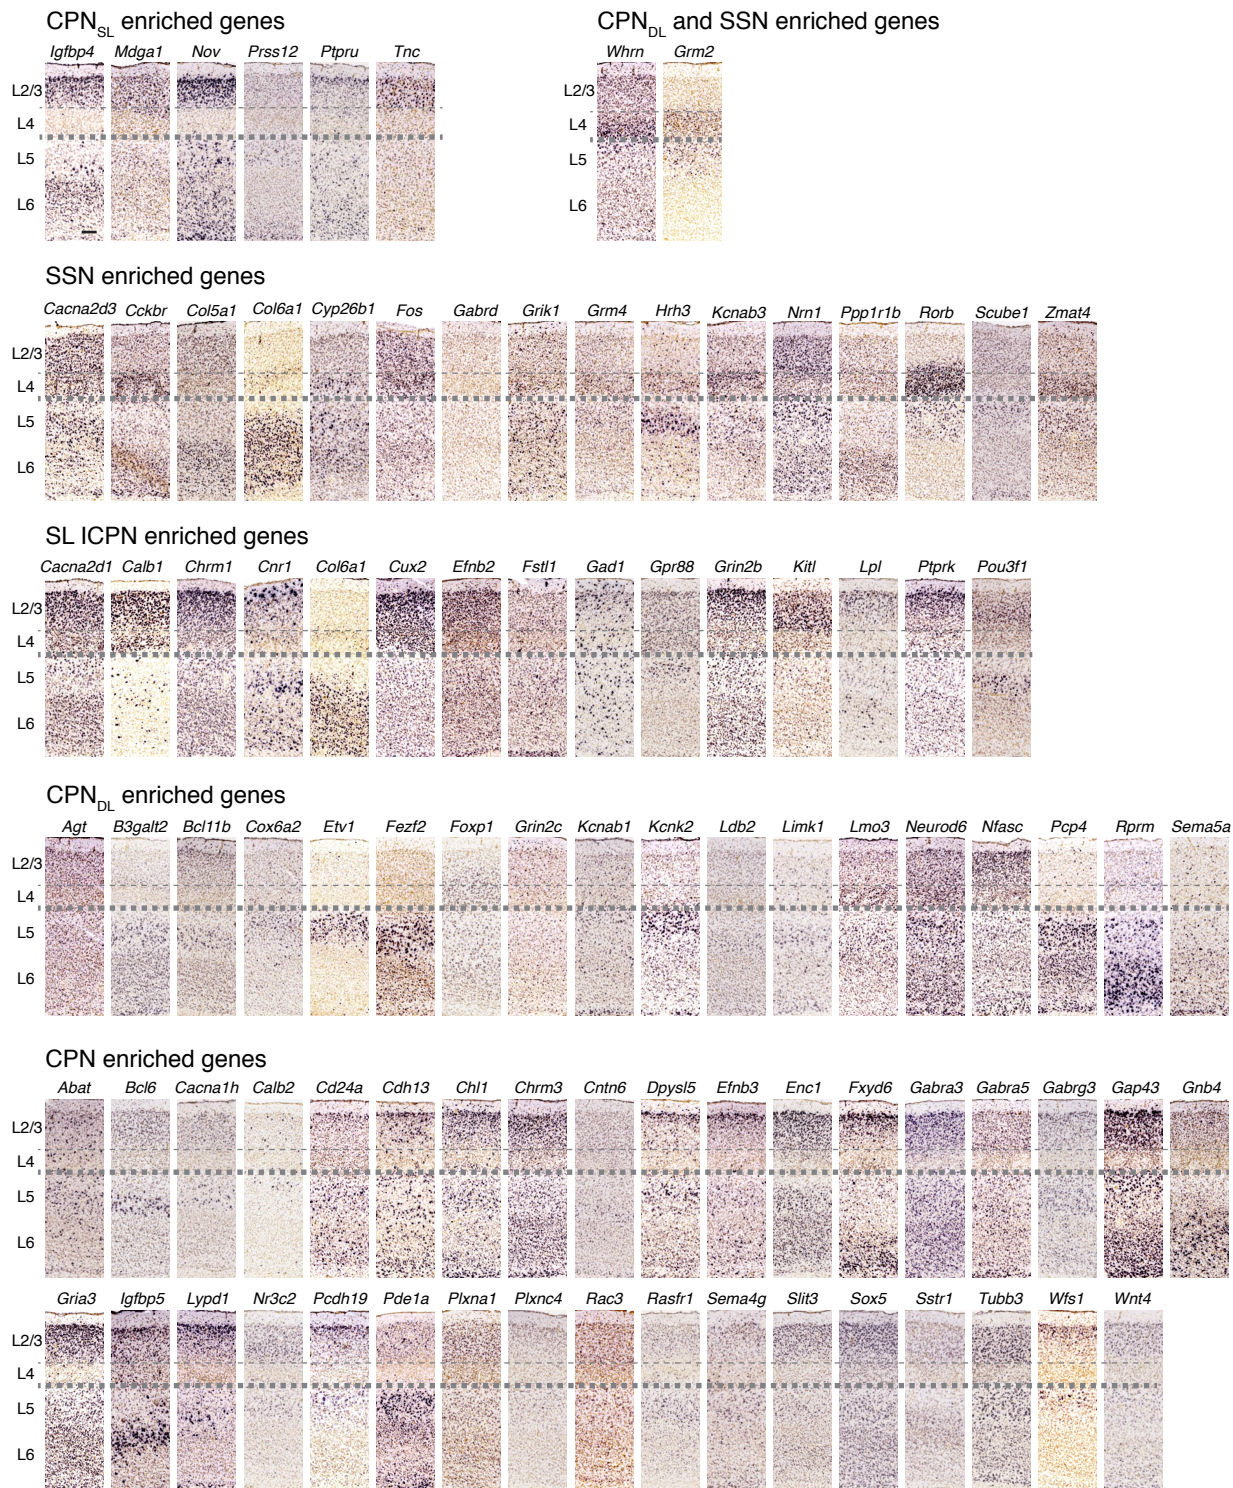 CPNSL enriched genes
Igfbp4 Mdga1 Nov Prss12 Ptpru Tnc
L2/3
L4
L5
L6
CPNDL and SSN enriched genes
Whrn Grm2
L2/3
L4
L5
L6
SSN enriched genes
Cacna2d3 Cckbr Col5a1 Col6a1 Cyp26b1 Fos Gabrd Grik1 Grm4 Hrh3 Kcnab3 Nrn1 Ppp1r1b Rorb Scube1 Zmat4
L2/3
L4
L5
L6
SL ICPN enriched genes
Cacna2d1 Calb1 Chrm1 Cnr1 Col6a1 Cux2 Efnb2 Fstl1 Gad1 Gpr88 Grin2b Kitl Lpl Ptprk Pou3f1
L2/3
L4
L5
L6
CPNDL enriched genes
Agt B3galt2 Bcl11b Cox6a2 Etv1 Fezf2 Foxp1 Grin2c Kcnab1 Kcnk2 Ldb2 Limk1 Lmo3 Neurod6 Nfasc Pcp4 Rprm Sema5a
L2/3
L4
L5
L6
CPN enriched genes
Abat Bcl6 Cacna1h Calb2 Cd24a Cdh13 Chl1 Chrm3 Cntn6 Dpysl5 Efnb3 Enc1 Fxyd6 Gabra3 Gabra5 Gabrg3 Gap43 Gnb4
L2/3
L4
L5
L6
Gria3 Igfbp5 Lypd1 Nr3c2 Pcdh19 Pde1a Plxna1 Plxnc4 Rac3 Rasfr1 Sema4g Slit3 Sox5 Sstr1 Tubb3 Wfs1 Wnt4
L2/3
L4
L5
L6